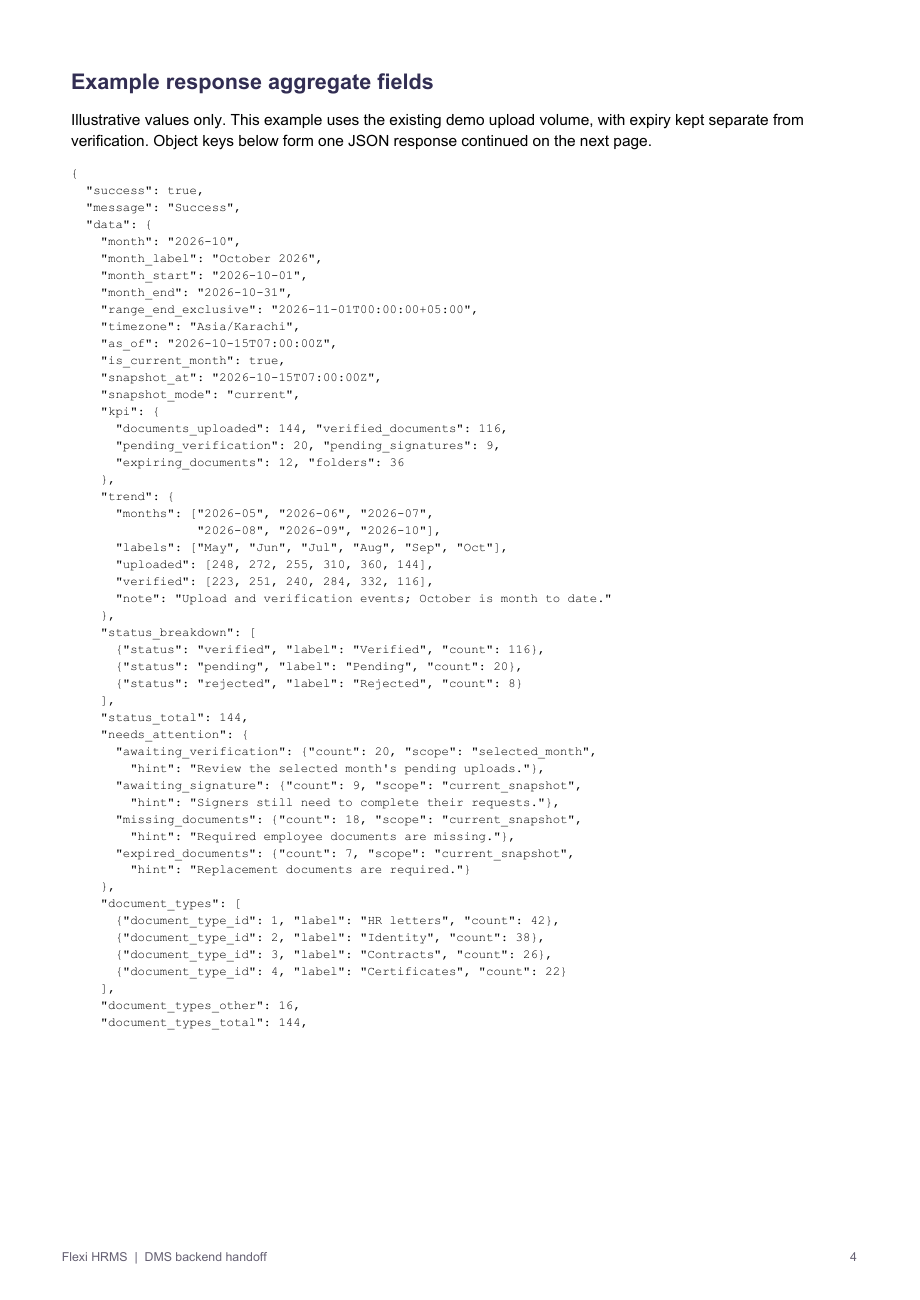 Example response aggregate fields
Illustrative values only. This example uses the existing demo upload volume, with expiry kept separate from
verification. Object keys below form one JSON response continued on the next page.
{
  "success": true,
  "message": "Success",
  "data": {
    "month": "2026-10",
    "month_label": "October 2026",
    "month_start": "2026-10-01",
    "month_end": "2026-10-31",
    "range_end_exclusive": "2026-11-01T00:00:00+05:00",
    "timezone": "Asia/Karachi",
    "as_of": "2026-10-15T07:00:00Z",
    "is_current_month": true,
    "snapshot_at": "2026-10-15T07:00:00Z",
    "snapshot_mode": "current",
    "kpi": {
      "documents_uploaded": 144, "verified_documents": 116,
      "pending_verification": 20, "pending_signatures": 9,
      "expiring_documents": 12, "folders": 36
    },
    "trend": {
      "months": ["2026-05", "2026-06", "2026-07",
                 "2026-08", "2026-09", "2026-10"],
      "labels": ["May", "Jun", "Jul", "Aug", "Sep", "Oct"],
      "uploaded": [248, 272, 255, 310, 360, 144],
      "verified": [223, 251, 240, 284, 332, 116],
      "note": "Upload and verification events; October is month to date."
    },
    "status_breakdown": [
      {"status": "verified", "label": "Verified", "count": 116},
      {"status": "pending", "label": "Pending", "count": 20},
      {"status": "rejected", "label": "Rejected", "count": 8}
    ],
    "status_total": 144,
    "needs_attention": {
      "awaiting_verification": {"count": 20, "scope": "selected_month",
        "hint": "Review the selected month's pending uploads."},
      "awaiting_signature": {"count": 9, "scope": "current_snapshot",
        "hint": "Signers still need to complete their requests."},
      "missing_documents": {"count": 18, "scope": "current_snapshot",
        "hint": "Required employee documents are missing."},
      "expired_documents": {"count": 7, "scope": "current_snapshot",
        "hint": "Replacement documents are required."}
    },
    "document_types": [
      {"document_type_id": 1, "label": "HR letters", "count": 42},
      {"document_type_id": 2, "label": "Identity", "count": 38},
      {"document_type_id": 3, "label": "Contracts", "count": 26},
      {"document_type_id": 4, "label": "Certificates", "count": 22}
    ],
    "document_types_other": 16,
    "document_types_total": 144,
Flexi HRMS | DMS backend handoff 4